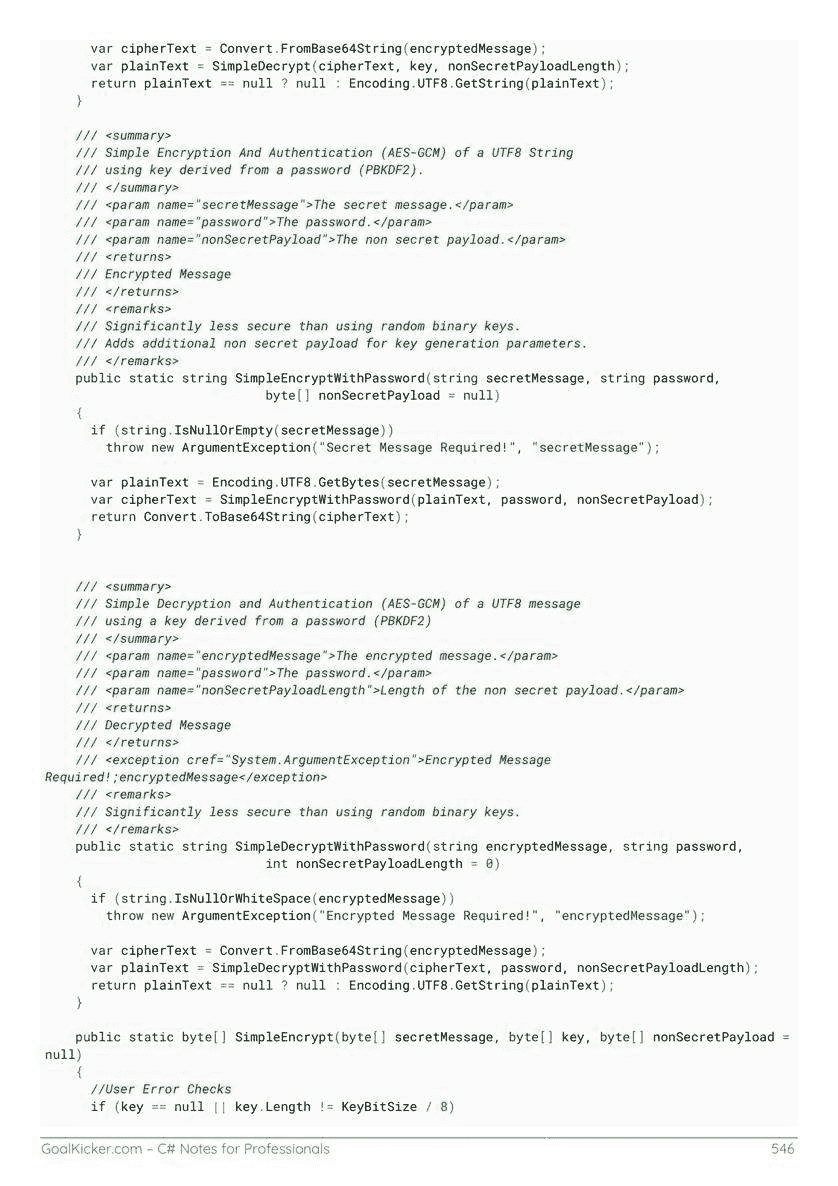 var cipherText = Convert.FromBase64String(encryptedMessage);
var plainText = SimpleDecrypt(cipherText, key, nonSecretPayloadLength);
return plainText == null ? null : Encoding.UTF8.GetString(plainText);
}
/// <summary>
/// Simple Encryption And Authentication (AES-GCM) of a UTF8 String
/// using key derived from a password (PBKDF2).
/// </summary>
/// <param name="secretMessage">The secret message.</param>
/// <param name="password">The password.</param>
/// <param name="nonSecretPayload">The non secret payload.</param>
/// <returns>
/// Encrypted Message
/// </returns>
/// <remarks>
/// Significantly less secure than using random binary keys.
/// Adds additional non secret payload for key generation parameters.
/// </remarks>
public static string SimpleEncryptWithPassword(string secretMessage, string password,
byte[] nonSecretPayload = null)
{
if (string.IsNullOrEmpty(secretMessage))
throw new ArgumentException("Secret Message Required!", "secretMessage");
var plainText = Encoding.UTF8.GetBytes(secretMessage);
var cipherText = SimpleEncryptWithPassword(plainText, password, nonSecretPayload);
return Convert.ToBase64String(cipherText);
}
/// <summary>
/// Simple Decryption and Authentication (AES-GCM) of a UTF8 message
/// using a key derived from a password (PBKDF2)
/// </summary>
/// <param name="encryptedMessage">The encrypted message.</param>
/// <param name="password">The password.</param>
/// <param name="nonSecretPayloadLength">Length of the non secret payload.</param>
/// <returns>
/// Decrypted Message
/// </returns>
/// <exception cref="System.ArgumentException">Encrypted Message
Required!;encryptedMessage</exception>
/// <remarks>
/// Significantly less secure than using random binary keys.
/// </remarks>
public static string SimpleDecryptWithPassword(string encryptedMessage, string password,
int nonSecretPayloadLength = 0)
{
if (string.IsNullOrWhiteSpace(encryptedMessage))
throw new ArgumentException("Encrypted Message Required!", "encryptedMessage");
var cipherText = Convert.FromBase64String(encryptedMessage);
var plainText = SimpleDecryptWithPassword(cipherText, password, nonSecretPayloadLength);
return plainText == null ? null : Encoding.UTF8.GetString(plainText);
}
public static byte[] SimpleEncrypt(byte[] secretMessage, byte[] key, byte[] nonSecretPayload =
null)
{
//User Error Checks
if (key == null || key.Length != KeyBitSize / 8)
GoalKicker.com – C# Notes for Professionals 546